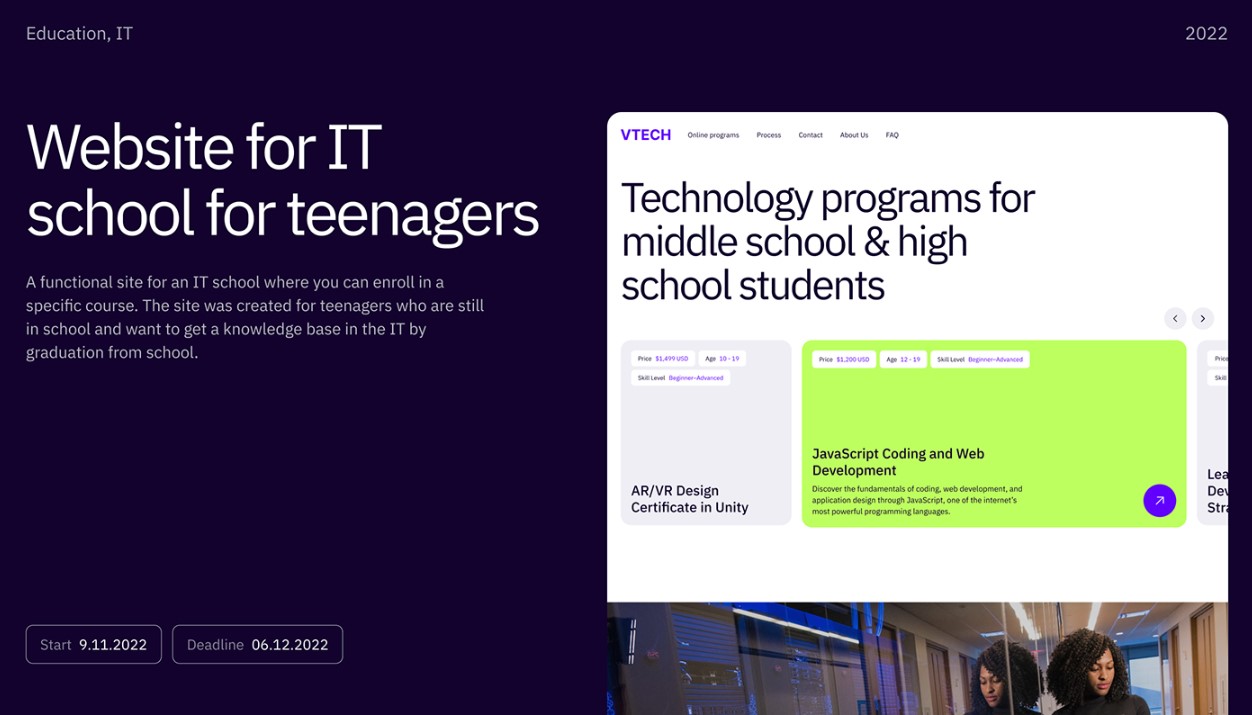 Education, IT
2022
Website for IT
school for teenagers
A functional site for an IT school where you can enroll in a
specific course. The site was created for teenagers who are still
in school and want to get a knowledge base in the IT by
graduation from school.
Start 9.11.2022
Deadline 06.12.2022
VTECH
Online programs
Process
Contact
About Us
FAQ
Technology programs for
middle school & high
school students
Price $1,499 USD
Age 10 - 19
Skill Level Beginner–Advanced
AR/VR Design
Certificate in Unity
Price $1,200 USD
Age 12 - 19
Skill Level Beginner–Advanced
JavaScript Coding and Web
Development
Discover the fundamentals of coding, web development, and
application design through JavaScript, one of the internet's
most powerful programming languages.
Price
Skill
Lea
Dev
Stra